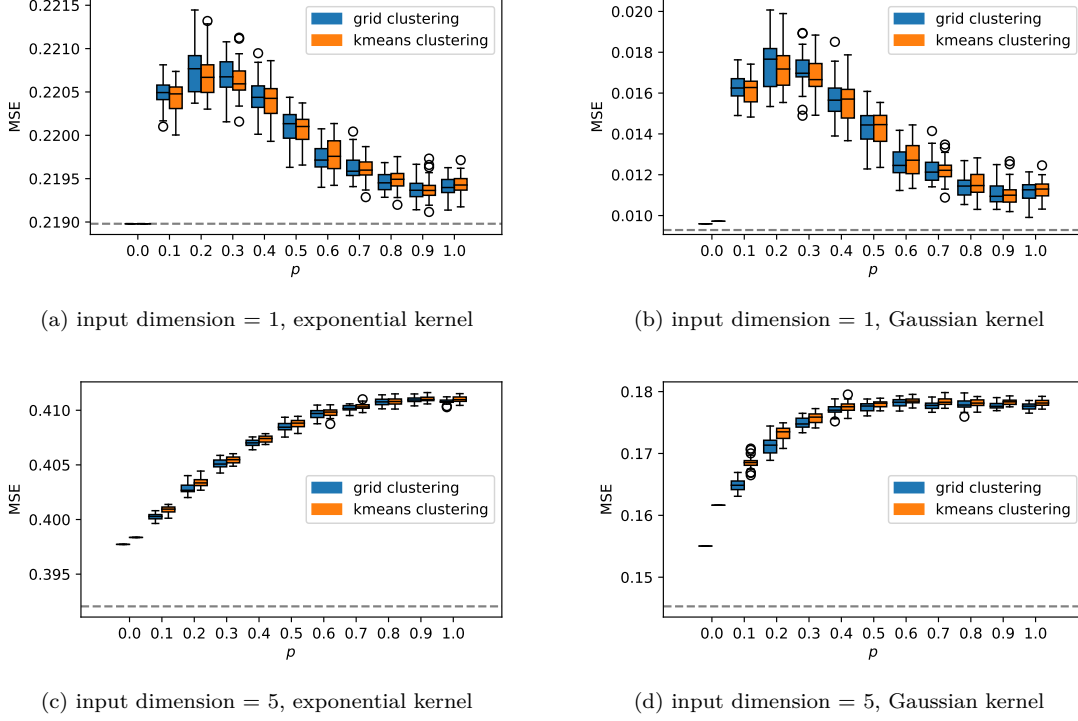 0.2215
0.2210
0.2205
0.2200
0.2195
0.2190
MSE
grid clustering
kmeans clustering
0.0 0.1 0.2 0.3 0.4 0.5 0.6 0.7 0.8 0.9 1.0
p
(a) input dimension = 1, exponential kernel
0.020
0.018
0.016
0.014
0.012
0.010
MSE
grid clustering
kmeans clustering
0.0 0.1 0.2 0.3 0.4 0.5 0.6 0.7 0.8 0.9 1.0
p
(b) input dimension = 1, Gaussian kernel
0.410
0.405
0.400
0.395
MSE
grid clustering
kmeans clustering
0.0 0.1 0.2 0.3 0.4 0.5 0.6 0.7 0.8 0.9 1.0
p
(c) input dimension = 5, exponential kernel
0.18
0.17
0.16
0.15
MSE
grid clustering
kmeans clustering
0.0 0.1 0.2 0.3 0.4 0.5 0.6 0.7 0.8 0.9 1.0
p
(d) input dimension = 5, Gaussian kernel